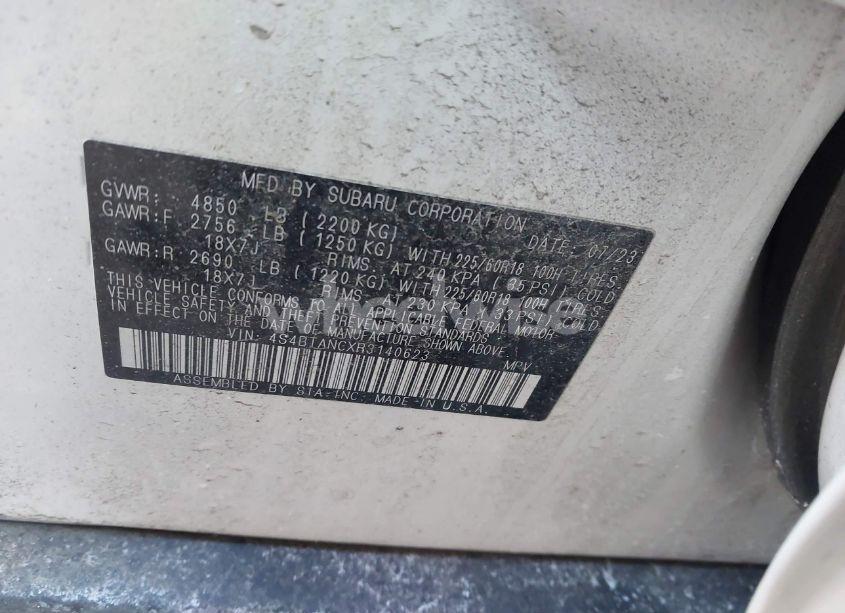 MFD BY SUBARU CORPORATION DATE: 07/23
GVWR: 4850 LB (2200 KG)
GAWR:F 2756 LB (1250 KG) WITH 225/60R18 100H TIRES,
18X7J RIMS. AT 240 KPA (35 PSI) COLD
GAWR:R 2690 LB (1220 KG) WITH 225/60R18 100H TIRES,
18X7J RIMS. AT 230 KPA (33 PSI) COLD
THIS VEHICLE CONFORMS TO ALL APPLICABLE FEDERAL MOTOR
VEHICLE SAFETY AND THEFT PREVENTION STANDARDS
IN EFFECT ON THE DATE OF MANUFACTURE SHOWN ABOVE.
VIN: 4S4BTANCXR3140623 MPV
ASSEMBLED BY SIA-INC. MADE IN U.S.A.
wheelwise